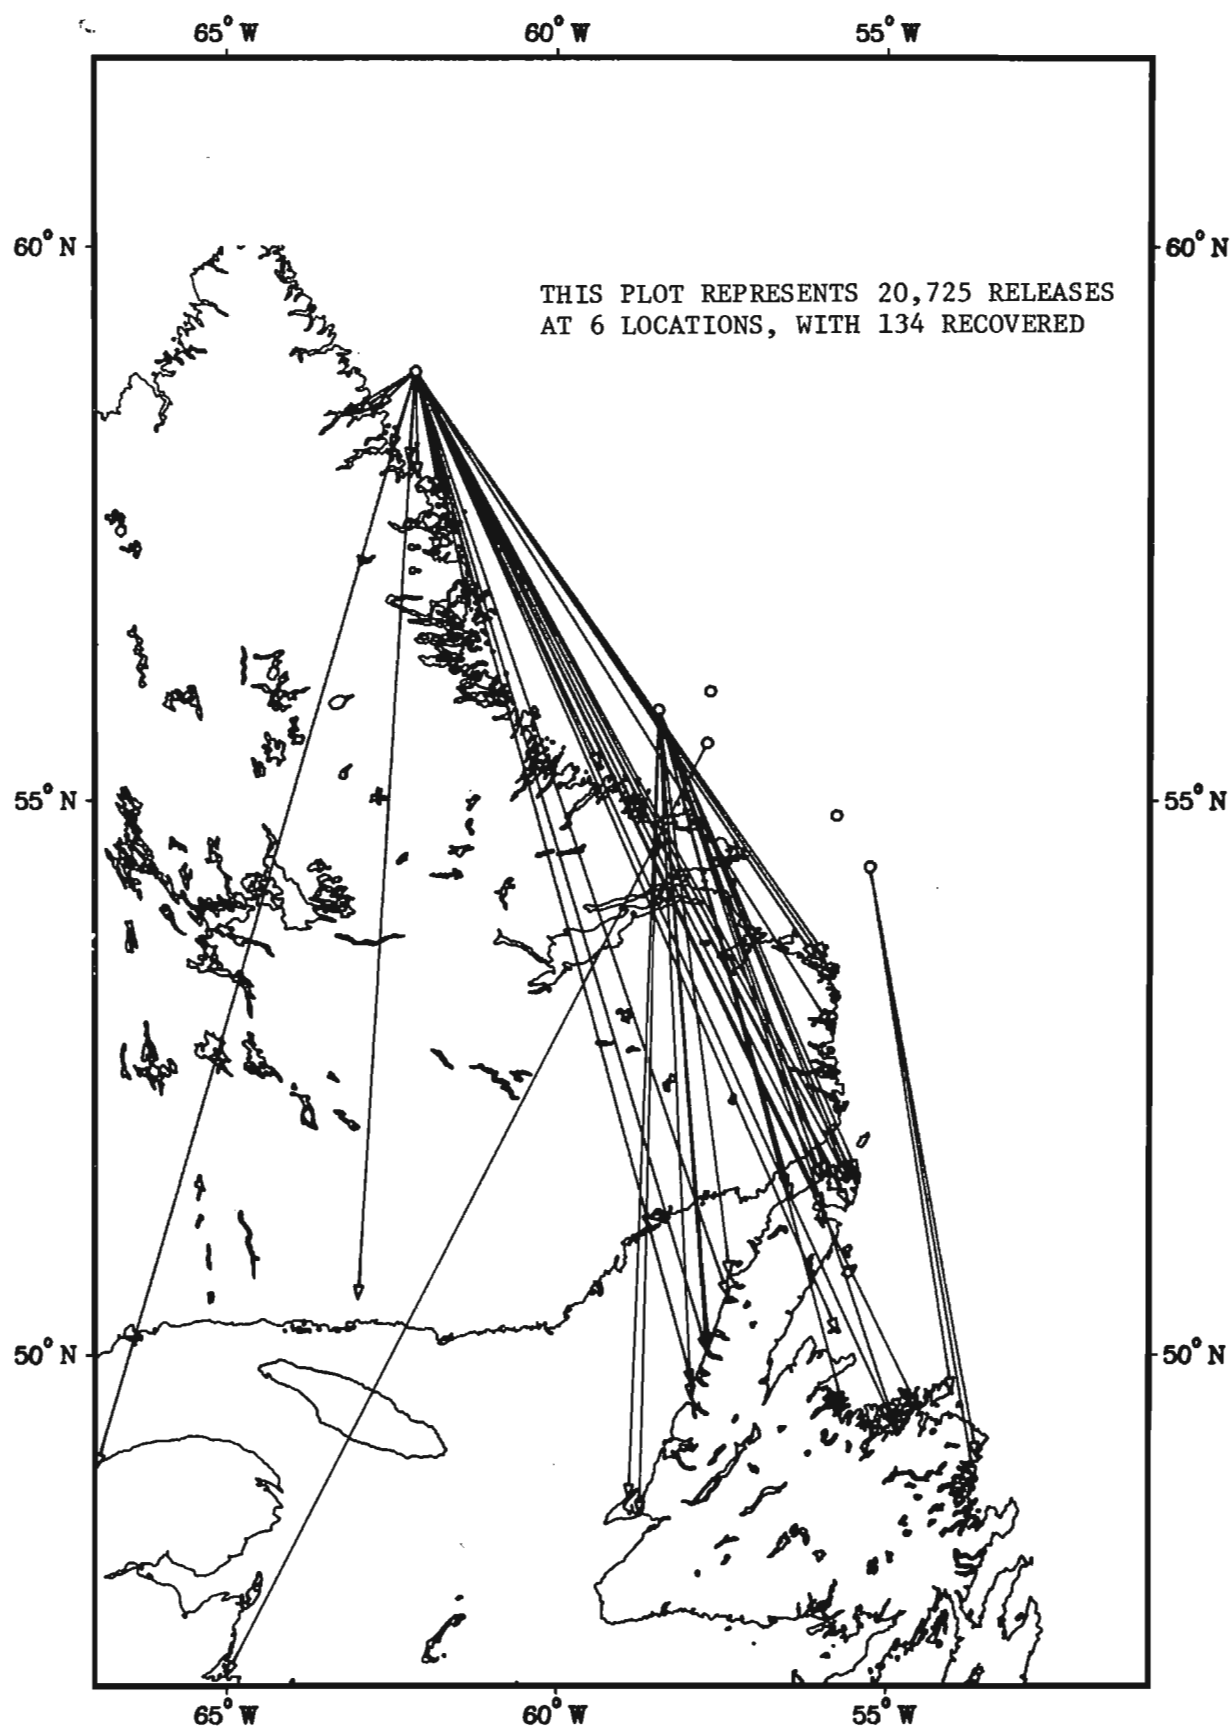 65° W 60° W 55° W
60° N 60° N
THIS PLOT REPRESENTS 20,725 RELEASES
AT 6 LOCATIONS, WITH 134 RECOVERED
55° N 55° N
50° N 50° N
65° W 60° W 55° W